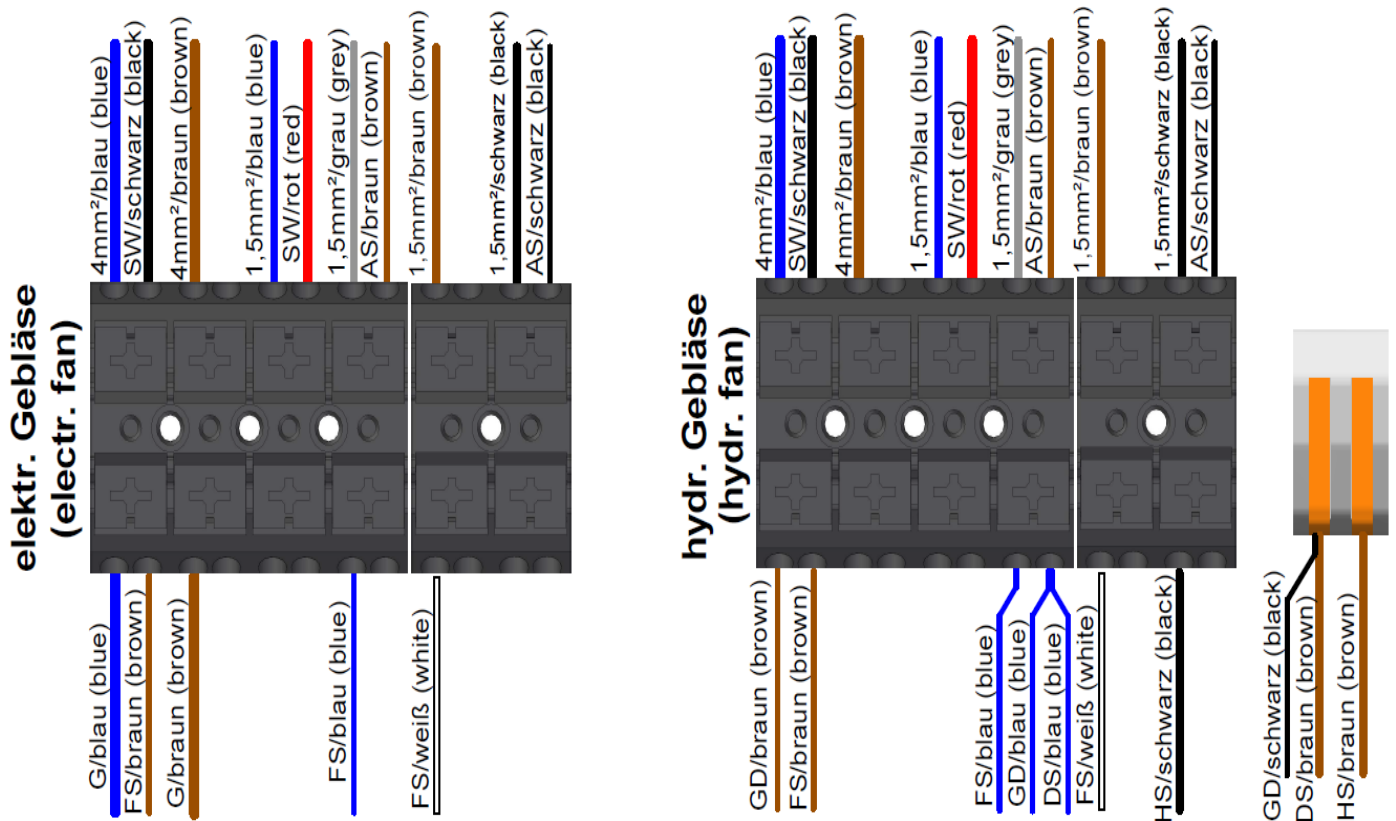 elektr. Gebläse
(electr. fan)
4mm²/blau (blue)
SW/schwarz (black)
4mm²/braun (brown)
1,5mm²/blau (blue)
SW/rot (red)
1,5mm²/grau (grey)
AS/braun (brown)
1,5mm²/braun (brown)
1,5mm²/schwarz (black)
AS/schwarz (black)
G/blau (blue)
FS/braun (brown)
G/braun (brown)
FS/blau (blue)
FS/weiß (white)
hydr. Gebläse
(hydr. fan)
4mm²/blau (blue)
SW/schwarz (black)
4mm²/braun (brown)
1,5mm²/blau (blue)
SW/rot (red)
1,5mm²/grau (grey)
AS/braun (brown)
1,5mm²/braun (brown)
1,5mm²/schwarz (black)
AS/schwarz (black)
GD/braun (brown)
FS/braun (brown)
FS/blau (blue)
GD/blau (blue)
DS/blau (blue)
FS/weiß (white)
HS/schwarz (black)
GD/schwarz (black)
DS/braun (brown)
HS/braun (brown)